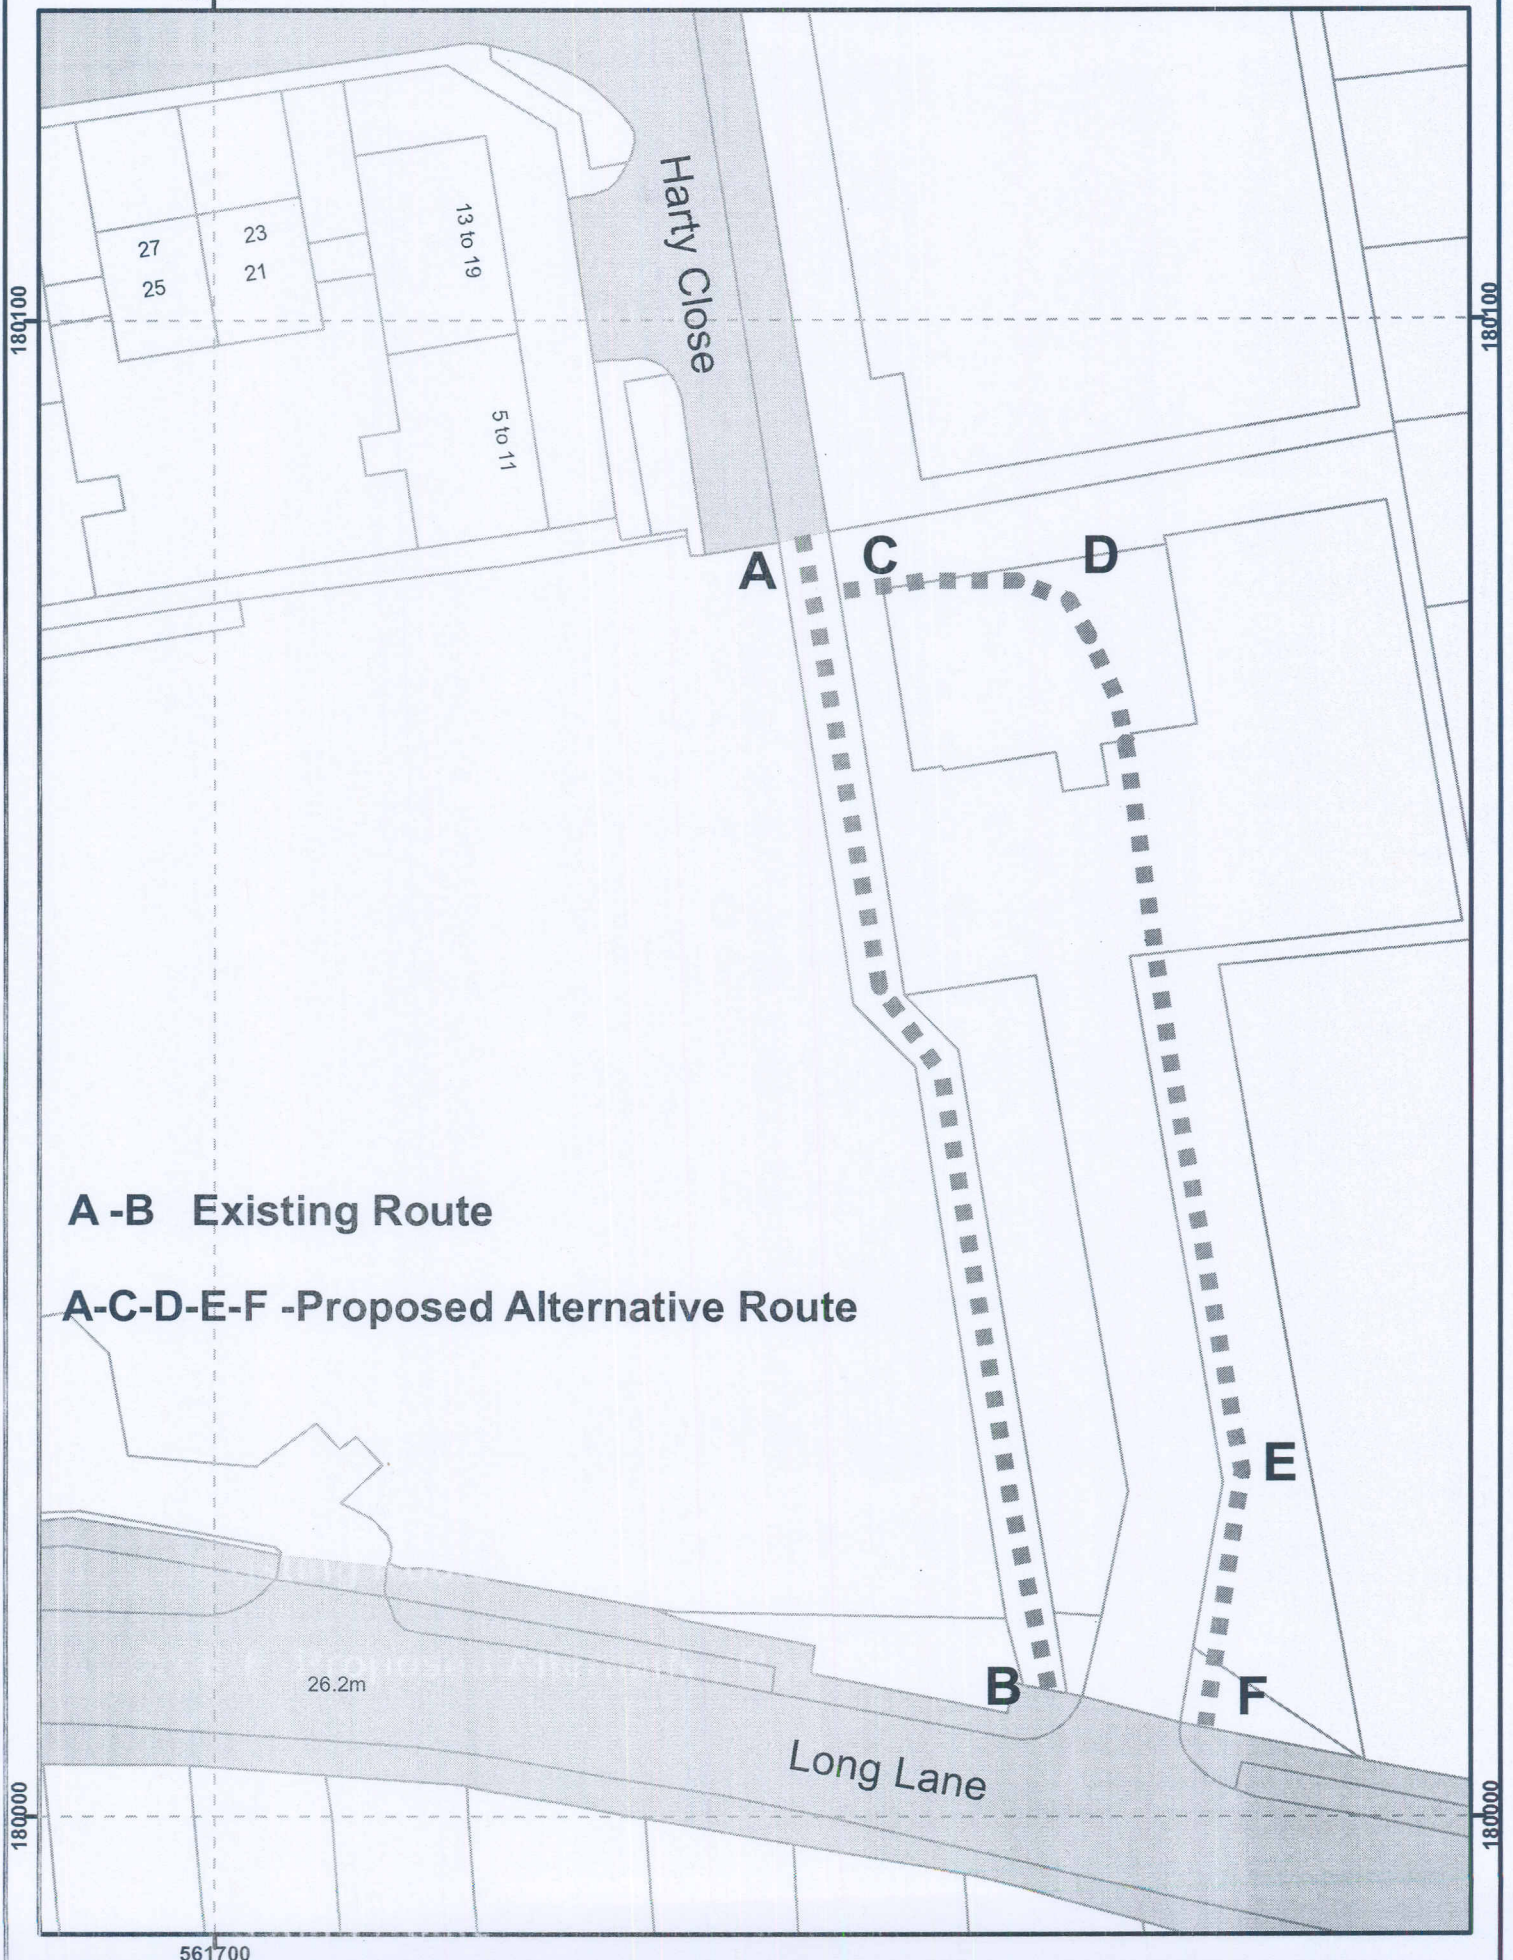 Harty Close
13 to 19
27
23
25
21
180100
180100
5 to 11
A
C
D
A -B Existing Route
A-C-D-E-F -Proposed Alternative Route
E
B
F
26.2m
Long Lane
180000
180000
561700